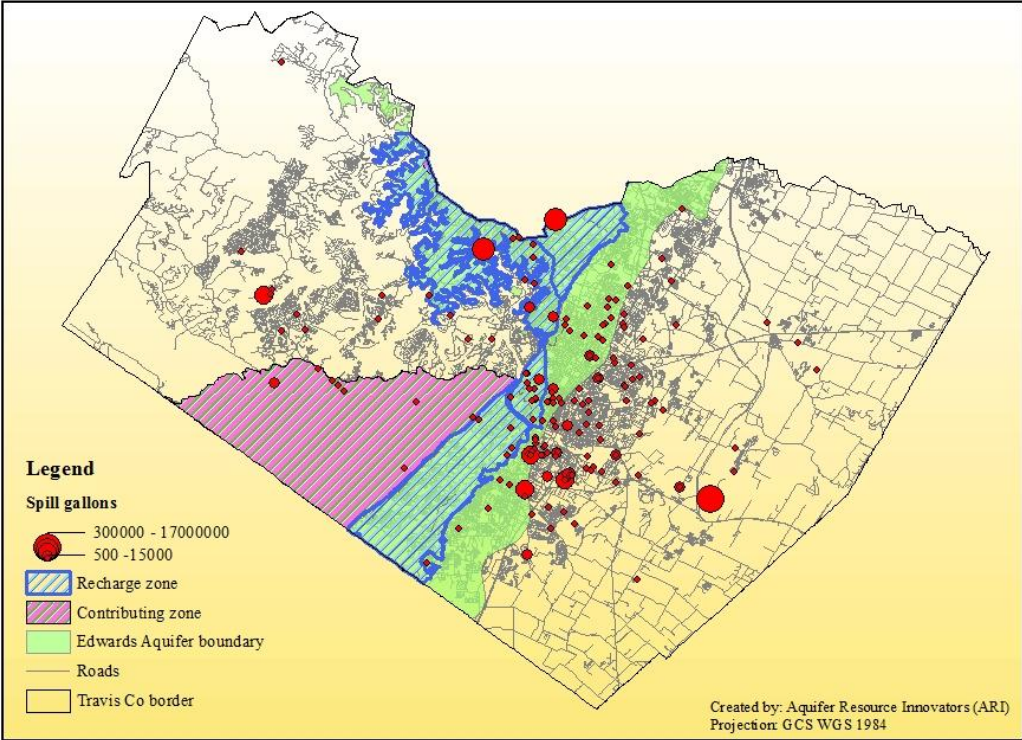 Legend
Spill gallons
300000 - 17000000
500 -15000
Recharge zone
Contributing zone
Edwards Aquifer boundary
Roads
Travis Co border
Created by: Aquifer Resource Innovators (ARI)
Projection: GCS WGS 1984